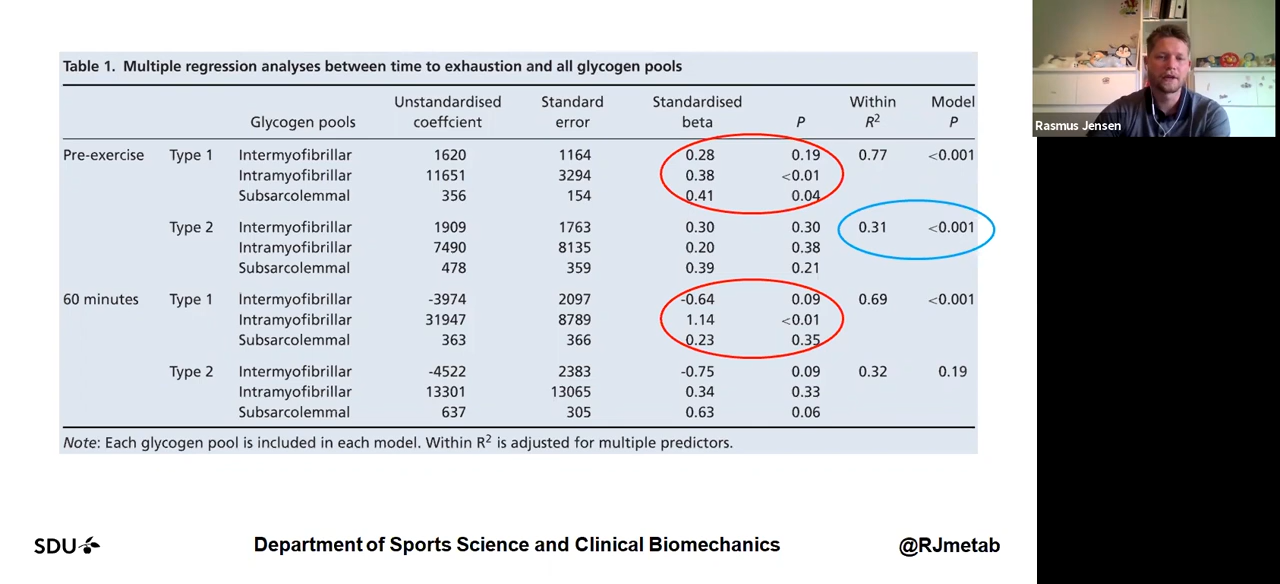 Table 1. Multiple regression analyses between time to exhaustion and all glycogen pools
Unstandardised Standard Standardised Within Model
Glycogen pools coeffcient error beta P R² P
Pre-exercise Type 1 Intermyofibrillar 1620 1164 0.28 0.19 0.77 <0.001
Intramyofibrillar 11651 3294 0.38 <0.01
Subsarcolemmal 356 154 0.41 0.04
Type 2 Intermyofibrillar 1909 1763 0.30 0.30 0.31 <0.001
Intramyofibrillar 7490 8135 0.20 0.38
Subsarcolemmal 478 359 0.39 0.21
60 minutes Type 1 Intermyofibrillar -3974 2097 -0.64 0.09 0.69 <0.001
Intramyofibrillar 31947 8789 1.14 <0.01
Subsarcolemmal 363 366 0.23 0.35
Type 2 Intermyofibrillar -4522 2383 -0.75 0.09 0.32 0.19
Intramyofibrillar 13301 13065 0.34 0.33
Subsarcolemmal 637 305 0.63 0.06
Note: Each glycogen pool is included in each model. Within R² is adjusted for multiple predictors.
SDU Department of Sports Science and Clinical Biomechanics @RJmetab
Rasmus Jensen